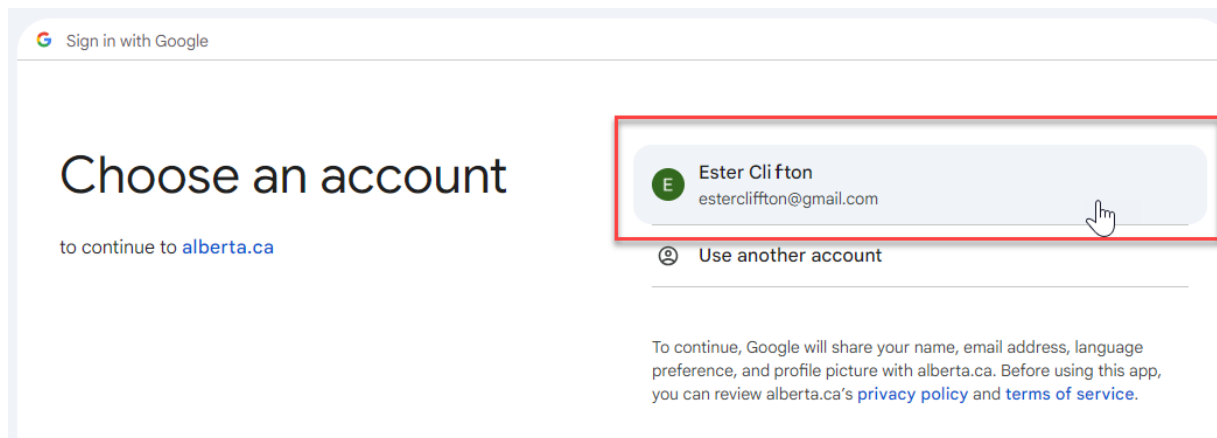 Sign in with Google
Choose an account
to continue to alberta.ca
Ester Clifton
estercliffton@gmail.com
Use another account
To continue, Google will share your name, email address, language
preference, and profile picture with alberta.ca. Before using this app,
you can review alberta.ca's privacy policy and terms of service.